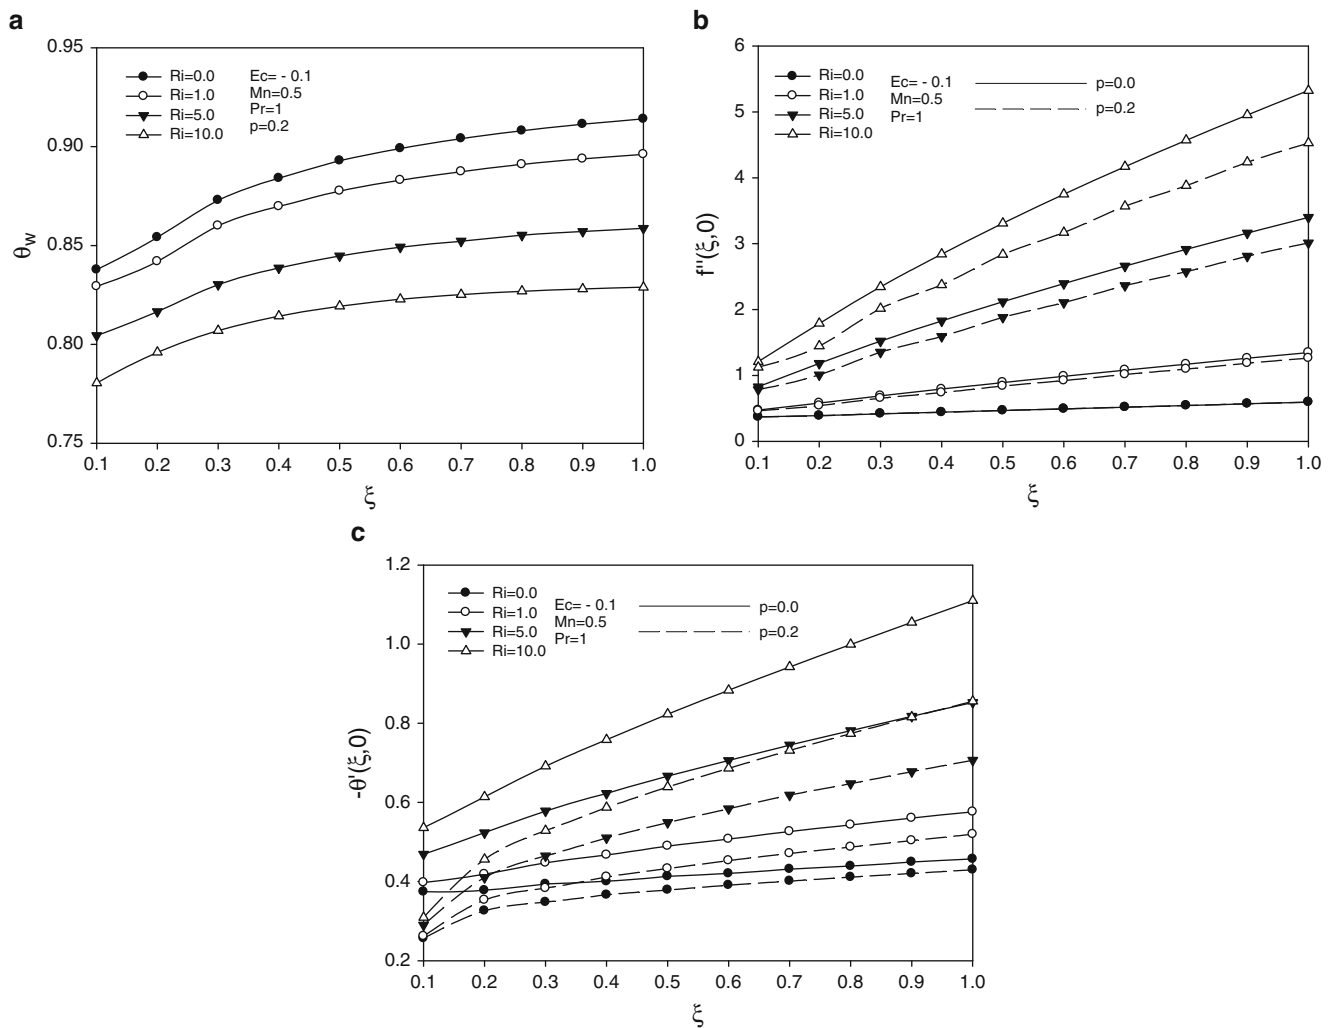 a
0.95
0.90
0.85
0.80
0.75
θw
Ri=0.0
Ri=1.0
Ri=5.0
Ri=10.0
Ec= - 0.1
Mn=0.5
Pr=1
p=0.2
0.1 0.2 0.3 0.4 0.5 0.6 0.7 0.8 0.9 1.0
ξ
b
6
5
4
3
2
1
0
f''(ξ,0)
Ri=0.0
Ri=1.0
Ri=5.0
Ri=10.0
Ec= - 0.1
Mn=0.5
Pr=1
p=0.0
p=0.2
0.1 0.2 0.3 0.4 0.5 0.6 0.7 0.8 0.9 1.0
ξ
c
1.2
1.0
0.8
0.6
0.4
0.2
-θ'(ξ,0)
Ri=0.0
Ri=1.0
Ri=5.0
Ri=10.0
Ec= - 0.1
Mn=0.5
Pr=1
p=0.0
p=0.2
0.1 0.2 0.3 0.4 0.5 0.6 0.7 0.8 0.9 1.0
ξ